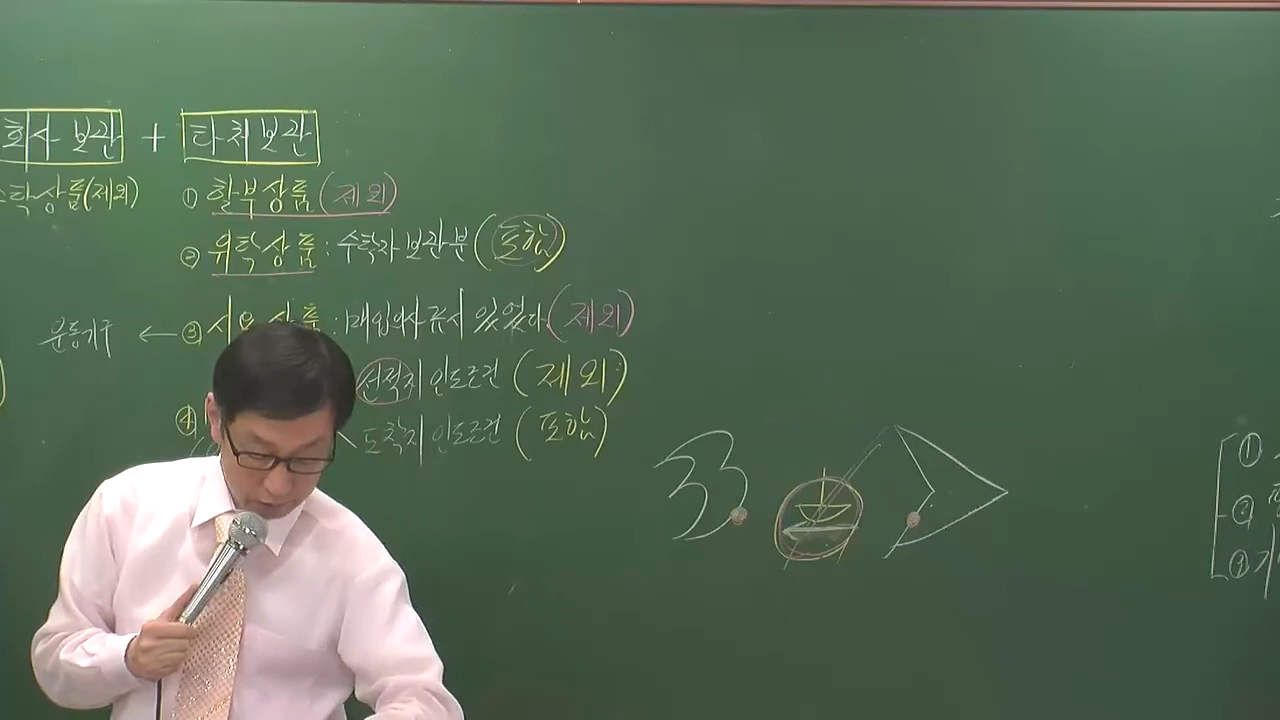 회사 보관 + 타처 보관
수탁상품(제외) ① 할부상품(제외)
② 위탁상품 : 수탁자 보관분(포함)
운동기구 ← ③ 시용상품 : 매입의사 표시 있었다(제외)
선적지 인도조건 (제외)
④ 도착지 인도조건 (포함)
①
②
③